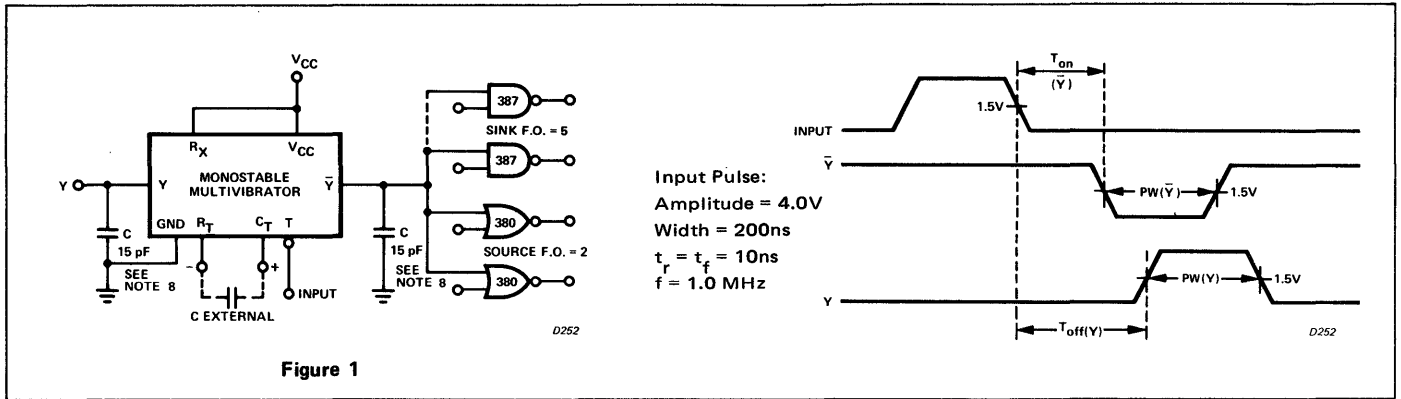 VCC
RX
VCC
MONOSTABLE
MULTIVIBRATOR
Y
Y
Ȳ
GND
RT
CT
T
C
15 pF
SEE
NOTE 8
−
+
C EXTERNAL
INPUT
C
15 pF
SEE
NOTE 8
387
SINK F.O. = 5
387
380
SOURCE F.O. = 2
380
D252
Figure 1
Input Pulse:
Amplitude = 4.0V
Width = 200ns
tr = tf = 10ns
f = 1.0 MHz
Ton
(Ȳ)
1.5V
INPUT
Ȳ
PW(Ȳ)
1.5V
Y
PW(Y)
1.5V
Toff(Y)
D252